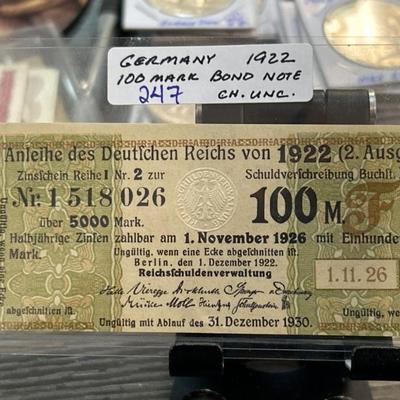 GERMANY 1922
100 MARK BOND NOTE
247 CH. UNC.
Anleihe des Deutſchen Reichs von 1922 (2. Ausg
Zinsſchein Reihe I Nr. 2 zur Schuldverſchreibung Buchſt.
Nr. 1 518 026 100 M. F
über 5000 Mark.
Halbjährige Zinſen zahlbar am 1. November 1926 mit Einhunde
Ungültig, wenn eine Ecke abgeſchnitten iſt.
Berlin, den 1. Dezember 1922.
Reichsſchuldenverwaltung
1.11.26
abgeſchnitten iſt.
Ungültig mit Ablauf des 31. Dezember 1930.